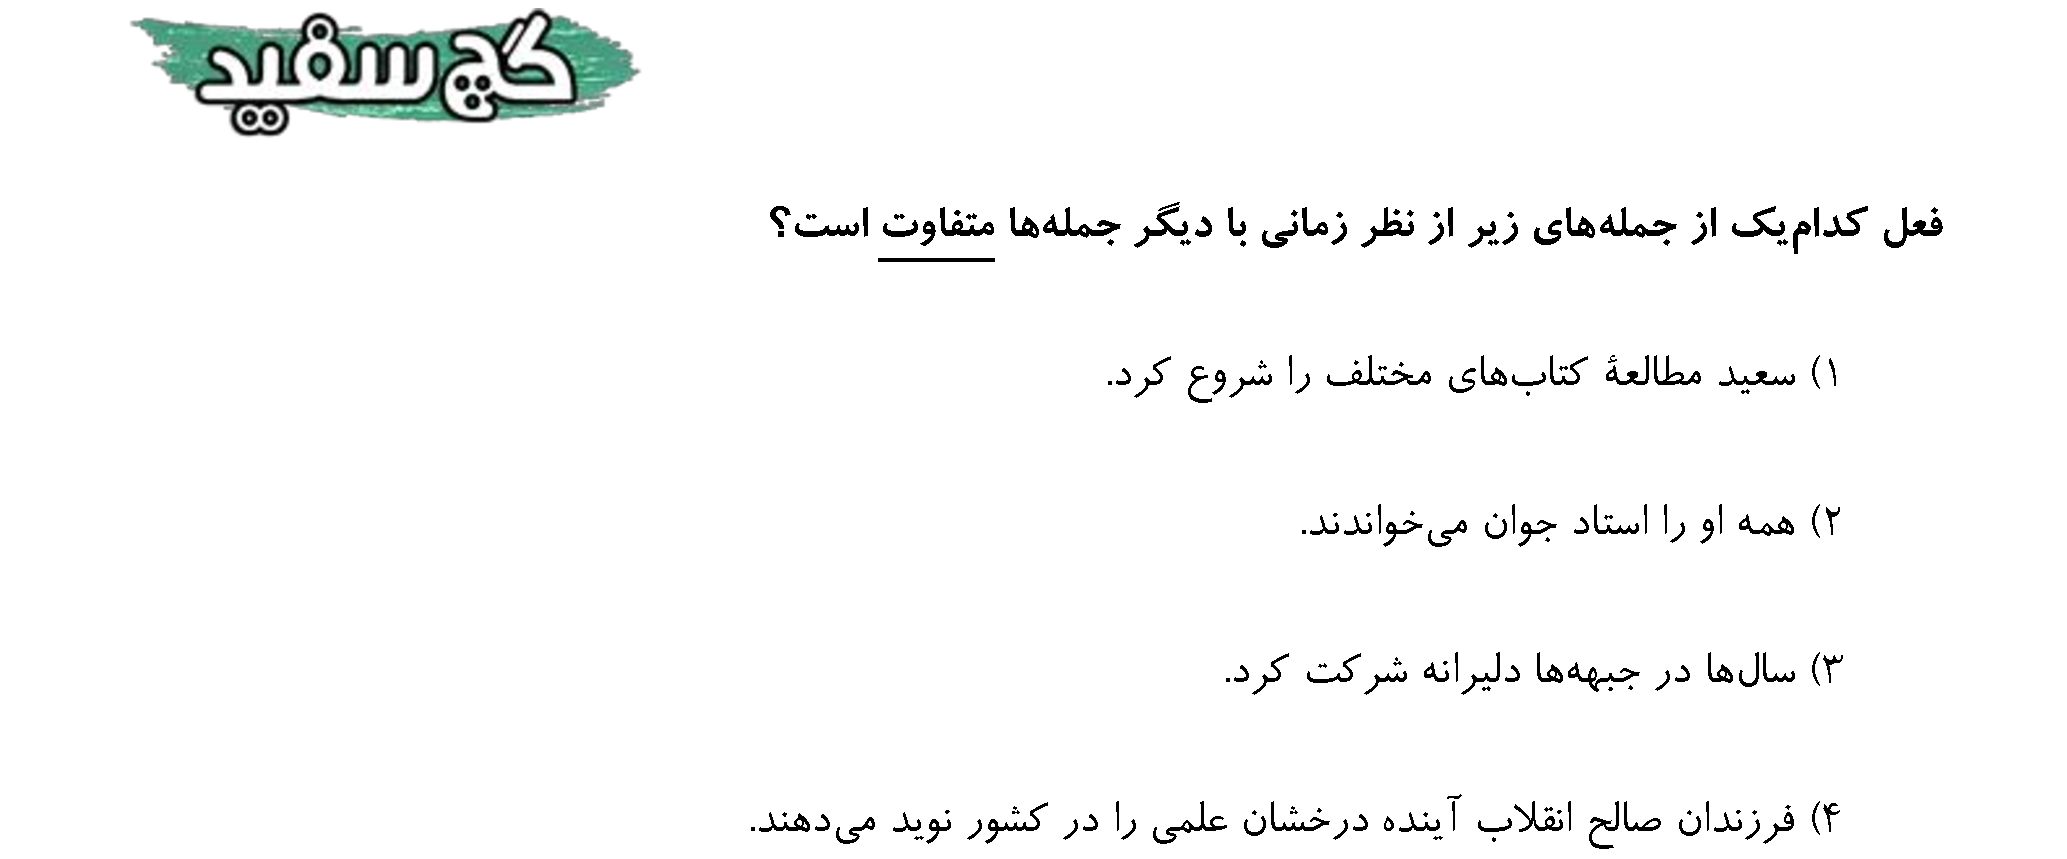 گچ سفید
فعل کدام‌یک از جمله‌های زیر از نظر زمانی با دیگر جمله‌ها متفاوت است؟
۱) سعید مطالعهٔ کتاب‌های مختلف را شروع کرد.
۲) همه او را استاد جوان می‌خواندند.
۳) سال‌ها در جبهه‌ها دلیرانه شرکت کرد.
۴) فرزندان صالح انقلاب آینده درخشان علمی را در کشور نوید می‌دهند.